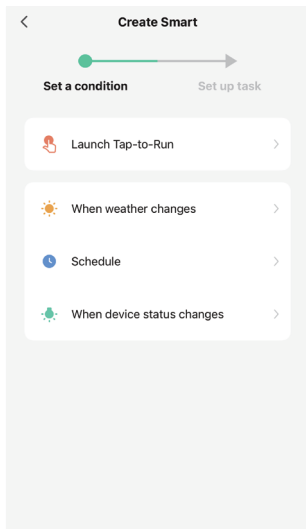 Create Smart
Set a condition
Set up task
Launch Tap-to-Run
When weather changes
Schedule
When device status changes